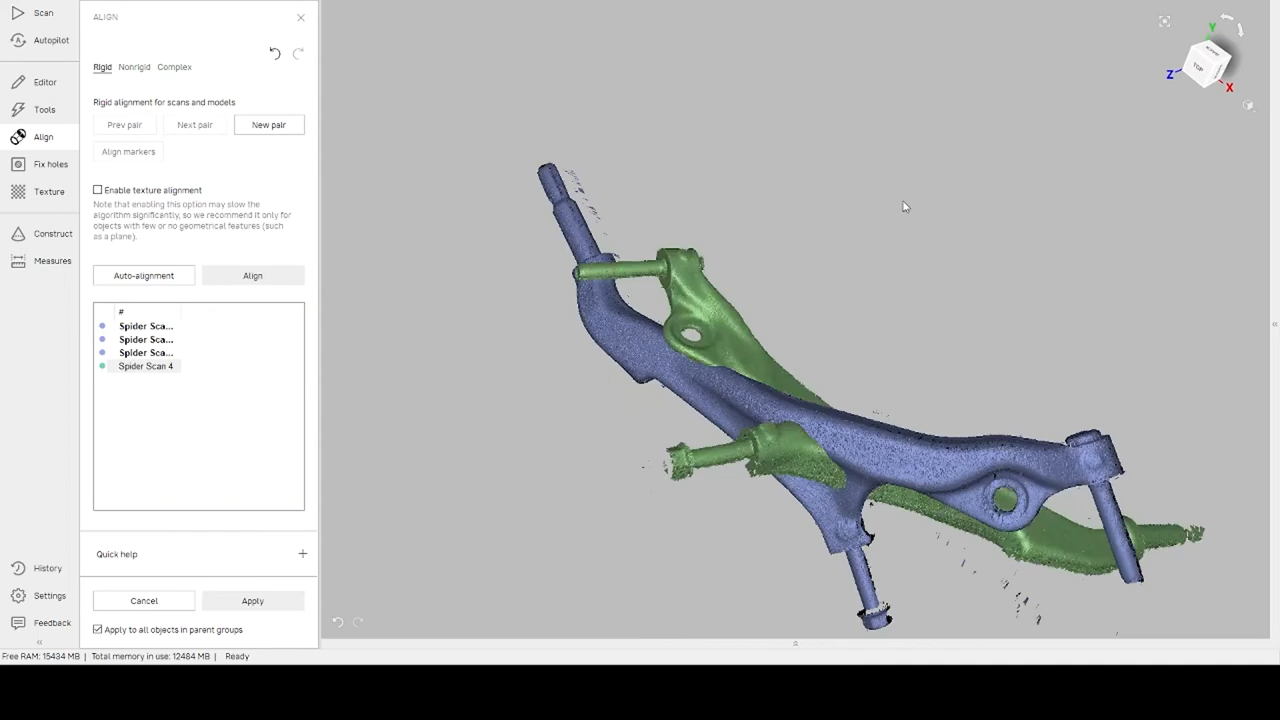 Scan
Autopilot
Editor
Tools
Align
Fix holes
Texture
Construct
Measures
History
Settings
Feedback
ALIGN
Rigid Nonrigid Complex
Rigid alignment for scans and models
Prev pair Next pair New pair
Align markers
Enable texture alignment
Note that enabling this option may slow the
algorithm significantly, so we recommend it only for
objects with few or no geometrical features (such
as a plane).
Auto-alignment Align
#
Spider Sca...
Spider Sca...
Spider Sca...
Spider Scan 4
Quick help
Cancel Apply
Apply to all objects in parent groups
Y
Z
X
TOP
Free RAM: 15434 MB | Total memory in use: 12484 MB | Ready